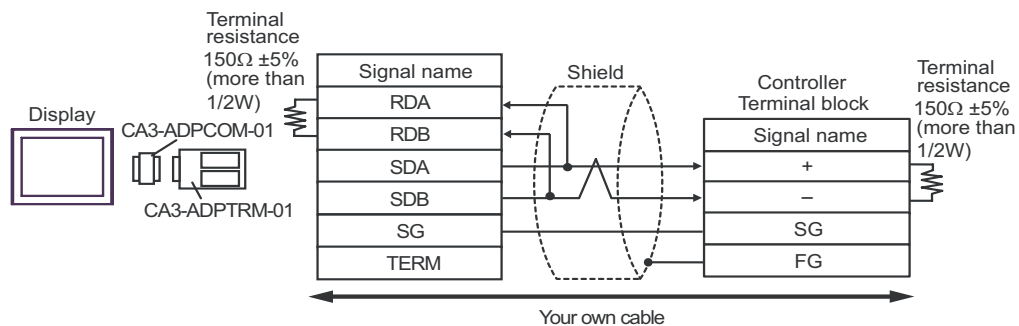 Terminal
resistance
150Ω ±5%
(more than
1/2W)
Display
CA3-ADPCOM-01
CA3-ADPTRM-01
Signal name
RDA
RDB
SDA
SDB
SG
TERM
Shield
Controller
Terminal block
Signal name
+
–
SG
FG
Terminal
resistance
150Ω ±5%
(more than
1/2W)
Your own cable